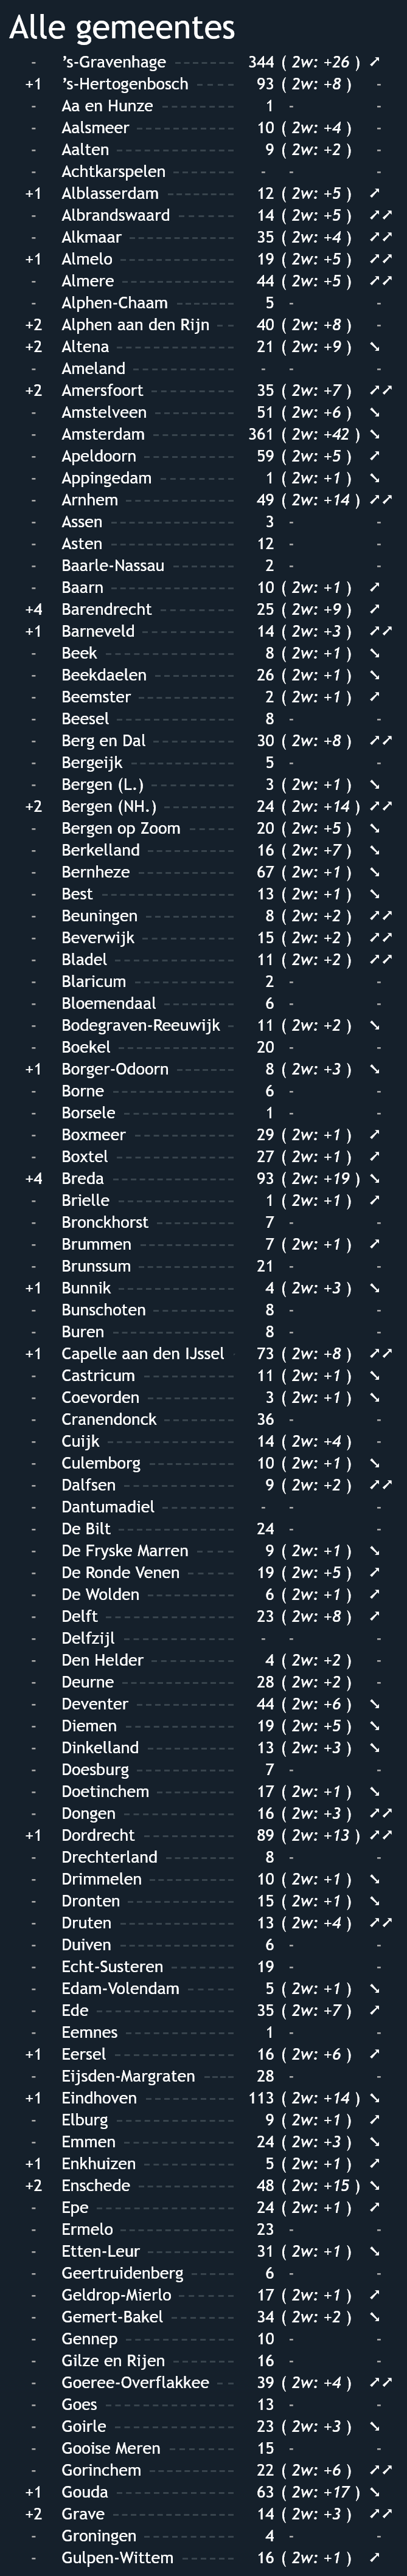 Alle gemeentes
- 's-Gravenhage 344 ( 2w: +26 ) ➚
+1 's-Hertogenbosch 93 ( 2w: +8 ) -
- Aa en Hunze 1 - -
- Aalsmeer 10 ( 2w: +4 ) -
- Aalten 9 ( 2w: +2 ) -
- Achtkarspelen - - -
+1 Alblasserdam 12 ( 2w: +5 ) ➚
- Albrandswaard 14 ( 2w: +5 ) ➚➚
- Alkmaar 35 ( 2w: +4 ) ➚➚
+1 Almelo 19 ( 2w: +5 ) ➚➚
- Almere 44 ( 2w: +5 ) ➚➚
- Alphen-Chaam 5 - -
+2 Alphen aan den Rijn 40 ( 2w: +8 ) -
+2 Altena 21 ( 2w: +9 ) ➘
- Ameland - - -
+2 Amersfoort 35 ( 2w: +7 ) ➚➚
- Amstelveen 51 ( 2w: +6 ) ➘
- Amsterdam 361 ( 2w: +42 ) ➘
- Apeldoorn 59 ( 2w: +5 ) ➚
- Appingedam 1 ( 2w: +1 ) ➘
- Arnhem 49 ( 2w: +14 ) ➚➚
- Assen 3 - -
- Asten 12 - -
- Baarle-Nassau 2 - -
- Baarn 10 ( 2w: +1 ) ➚
+4 Barendrecht 25 ( 2w: +9 ) ➚
+1 Barneveld 14 ( 2w: +3 ) ➚➚
- Beek 8 ( 2w: +1 ) ➘
- Beekdaelen 26 ( 2w: +1 ) ➘
- Beemster 2 ( 2w: +1 ) ➚
- Beesel 8 - -
- Berg en Dal 30 ( 2w: +8 ) ➚➚
- Bergeijk 5 - -
- Bergen (L.) 3 ( 2w: +1 ) ➘
+2 Bergen (NH.) 24 ( 2w: +14 ) ➚➚
- Bergen op Zoom 20 ( 2w: +5 ) ➘
- Berkelland 16 ( 2w: +7 ) ➘
- Bernheze 67 ( 2w: +1 ) ➘
- Best 13 ( 2w: +1 ) ➘
- Beuningen 8 ( 2w: +2 ) ➚➚
- Beverwijk 15 ( 2w: +2 ) ➚➚
- Bladel 11 ( 2w: +2 ) ➚➚
- Blaricum 2 - -
- Bloemendaal 6 - -
- Bodegraven-Reeuwijk 11 ( 2w: +2 ) ➘
- Boekel 20 - -
+1 Borger-Odoorn 8 ( 2w: +3 ) ➘
- Borne 6 - -
- Borsele 1 - -
- Boxmeer 29 ( 2w: +1 ) ➚
- Boxtel 27 ( 2w: +1 ) ➚
+4 Breda 93 ( 2w: +19 ) ➘
- Brielle 1 ( 2w: +1 ) ➚
- Bronckhorst 7 - -
- Brummen 7 ( 2w: +1 ) ➚
- Brunssum 21 - -
+1 Bunnik 4 ( 2w: +3 ) ➘
- Bunschoten 8 - -
- Buren 8 - -
+1 Capelle aan den IJssel 73 ( 2w: +8 ) ➚➚
- Castricum 11 ( 2w: +1 ) ➘
- Coevorden 3 ( 2w: +1 ) ➘
- Cranendonck 36 - -
- Cuijk 14 ( 2w: +4 ) -
- Culemborg 10 ( 2w: +1 ) ➘
- Dalfsen 9 ( 2w: +2 ) ➚➚
- Dantumadiel - - -
- De Bilt 24 - -
- De Fryske Marren 9 ( 2w: +1 ) ➘
- De Ronde Venen 19 ( 2w: +5 ) ➚
- De Wolden 6 ( 2w: +1 ) ➚
- Delft 23 ( 2w: +8 ) ➚
- Delfzijl - - -
- Den Helder 4 ( 2w: +2 ) -
- Deurne 28 ( 2w: +2 ) -
- Deventer 44 ( 2w: +6 ) ➘
- Diemen 19 ( 2w: +5 ) ➘
- Dinkelland 13 ( 2w: +3 ) ➘
- Doesburg 7 - -
- Doetinchem 17 ( 2w: +1 ) ➘
- Dongen 16 ( 2w: +3 ) ➚➚
+1 Dordrecht 89 ( 2w: +13 ) ➚➚
- Drechterland 8 - -
- Drimmelen 10 ( 2w: +1 ) ➘
- Dronten 15 ( 2w: +1 ) ➘
- Druten 13 ( 2w: +4 ) ➚➚
- Duiven 6 - -
- Echt-Susteren 19 - -
- Edam-Volendam 5 ( 2w: +1 ) ➘
- Ede 35 ( 2w: +7 ) ➚
- Eemnes 1 - -
+1 Eersel 16 ( 2w: +6 ) ➚
- Eijsden-Margraten 28 - -
+1 Eindhoven 113 ( 2w: +14 ) ➘
- Elburg 9 ( 2w: +1 ) ➚
- Emmen 24 ( 2w: +3 ) ➘
+1 Enkhuizen 5 ( 2w: +1 ) ➚
+2 Enschede 48 ( 2w: +15 ) ➘
- Epe 24 ( 2w: +1 ) ➚
- Ermelo 23 - -
- Etten-Leur 31 ( 2w: +1 ) ➘
- Geertruidenberg 6 - -
- Geldrop-Mierlo 17 ( 2w: +1 ) ➚
- Gemert-Bakel 34 ( 2w: +2 ) ➘
- Gennep 10 - -
- Gilze en Rijen 16 - -
- Goeree-Overflakkee 39 ( 2w: +4 ) ➚➚
- Goes 13 - -
- Goirle 23 ( 2w: +3 ) ➘
- Gooise Meren 15 - -
- Gorinchem 22 ( 2w: +6 ) ➚➚
+1 Gouda 63 ( 2w: +17 ) ➘
+2 Grave 14 ( 2w: +3 ) ➚➚
- Groningen 4 - -
- Gulpen-Wittem 16 ( 2w: +1 ) ➚